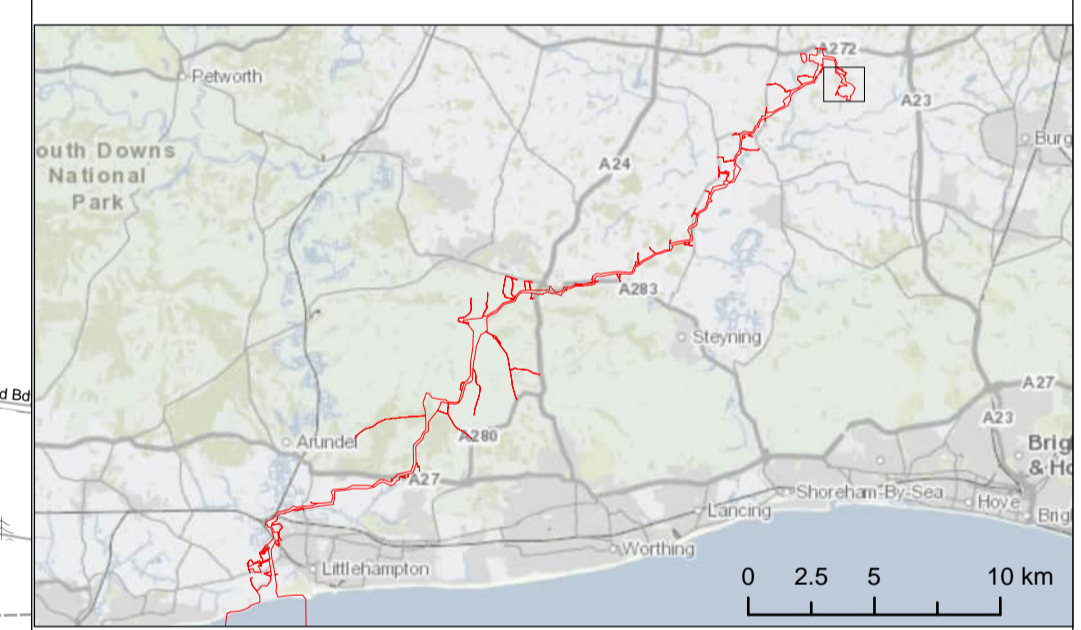 A272
Petworth
A23
Burg
outh Downs
National
Park
A24
A283
Steyning
d Bd
A27
A23
Arundel
A280
Brig
& Ho
A27
Shoreham-By-Sea
Hove
Lancing
Brig
Worthing
Littlehampton
0 2.5 5 10 km